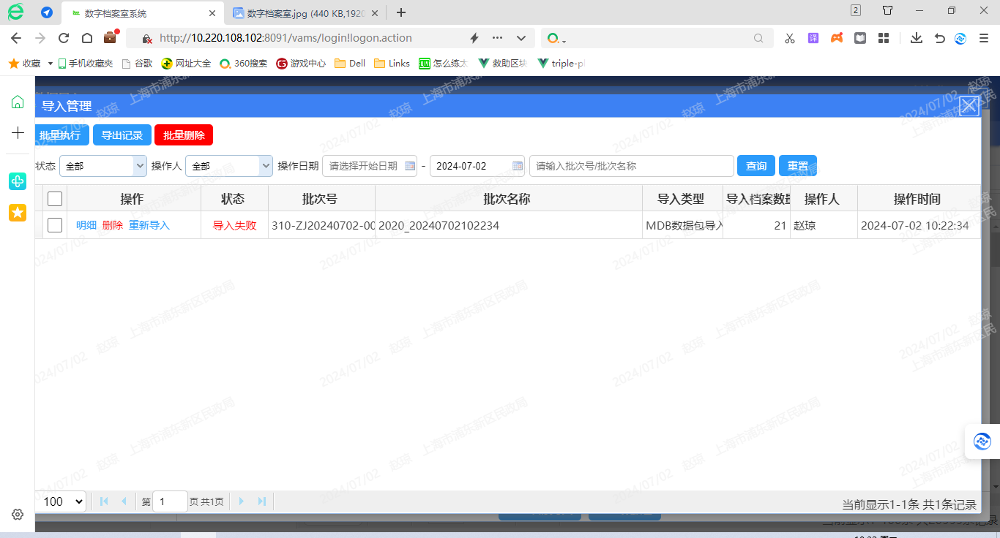 数字档案室系统
数字档案室.jpg (440 KB,1920
2
http://10.220.108.102:8091/vams/login!logon.action
译
收藏 手机收藏夹 谷歌 网址大全 360搜索 游戏中心 Dell Links 怎么练太 救助区块 triple-pl
导入管理
批量执行 导出记录 批量删除
状态 全部 操作人 全部 操作日期 请选择开始日期 - 2024-07-02 请输入批次号/批次名称 查询 重置
操作 状态 批次号 批次名称 导入类型 导入档案数量 操作人 操作时间
明细 删除 重新导入 导入失败 310-ZJ20240702-00 2020_20240702102234 MDB数据包导入 21 赵琼 2024-07-02 10:22:34
上海市浦东新区民政局
赵琼
2024/07/02
100 第 1 页 共1页 当前显示1-1条 共1条记录